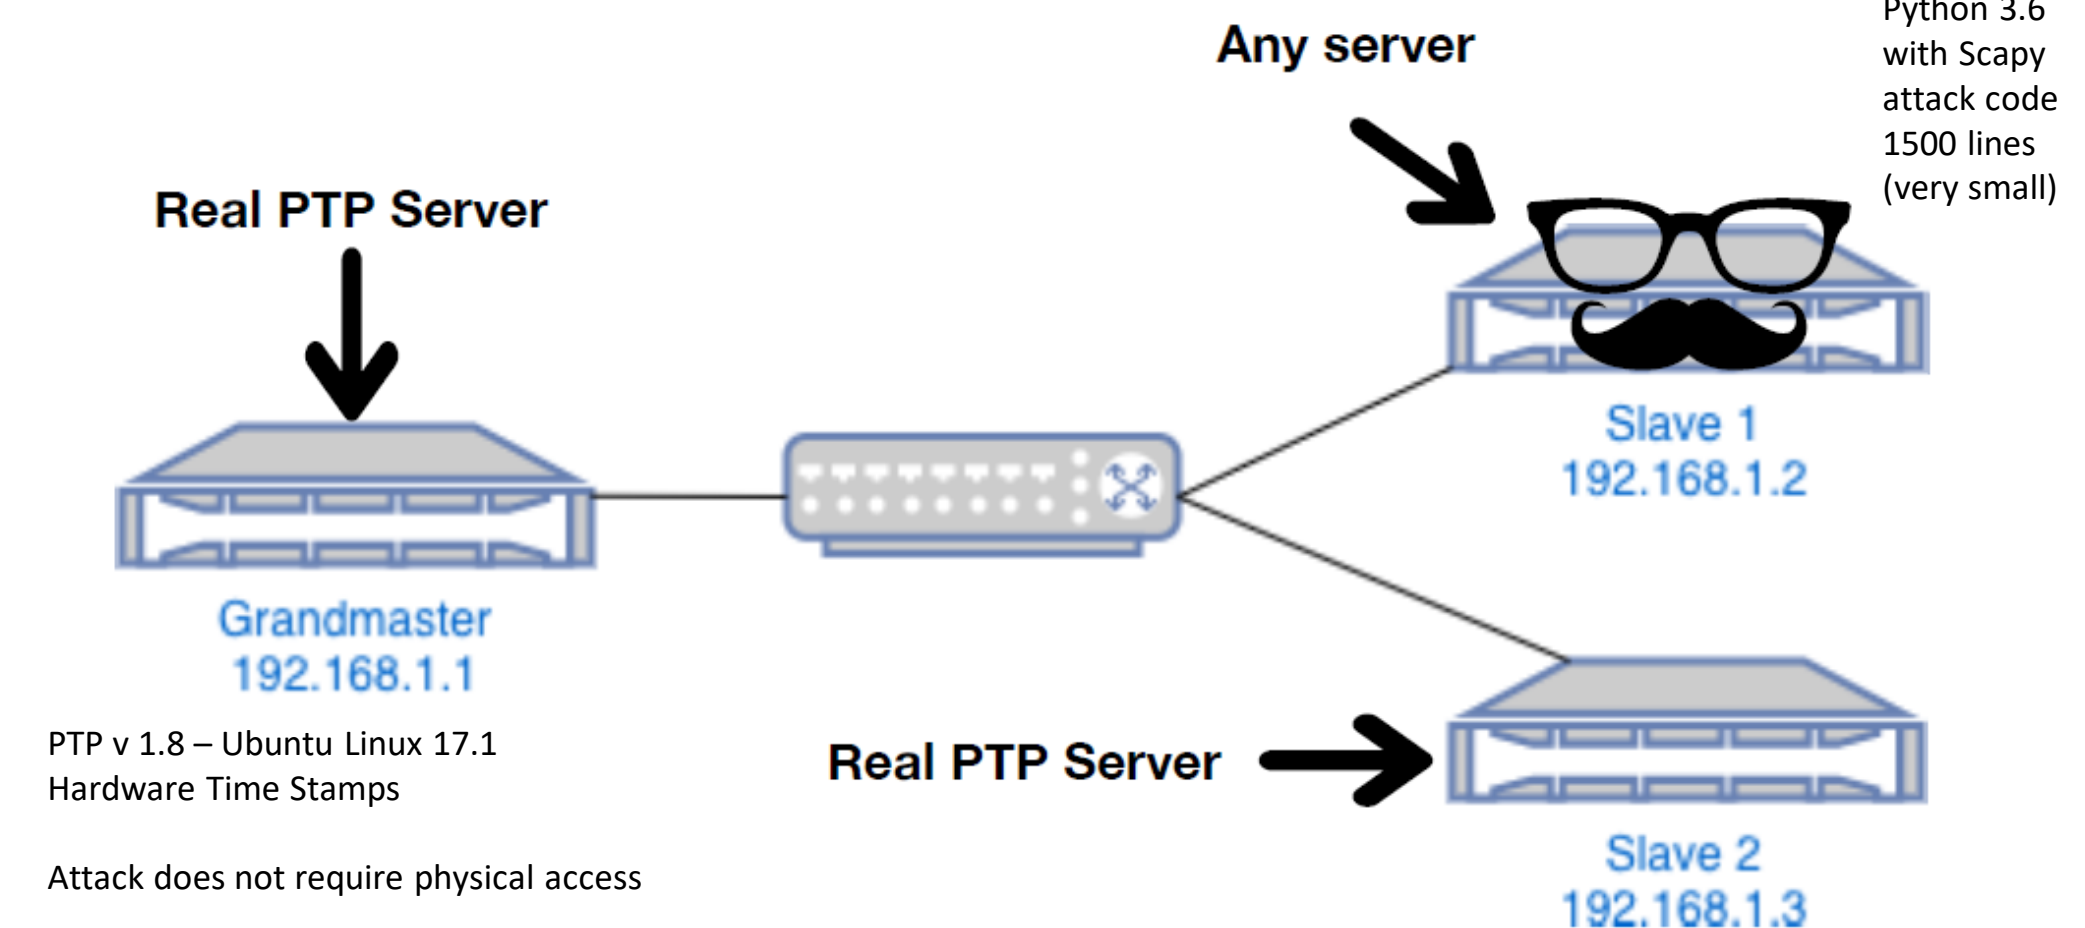 Python 3.6
with Scapy
attack code
1500 lines
(very small)
Any server
Real PTP Server
Slave 1
192.168.1.2
Grandmaster
192.168.1.1
PTP v 1.8 – Ubuntu Linux 17.1
Hardware Time Stamps
Attack does not require physical access
Real PTP Server
Slave 2
192.168.1.3